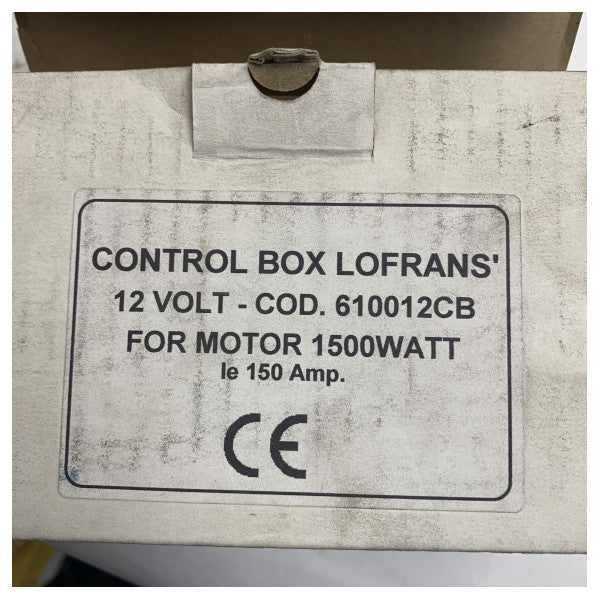 CONTROL BOX LOFRANS'
12 VOLT - COD. 610012CB
FOR MOTOR 1500WATT
Ie 150 Amp.
CE